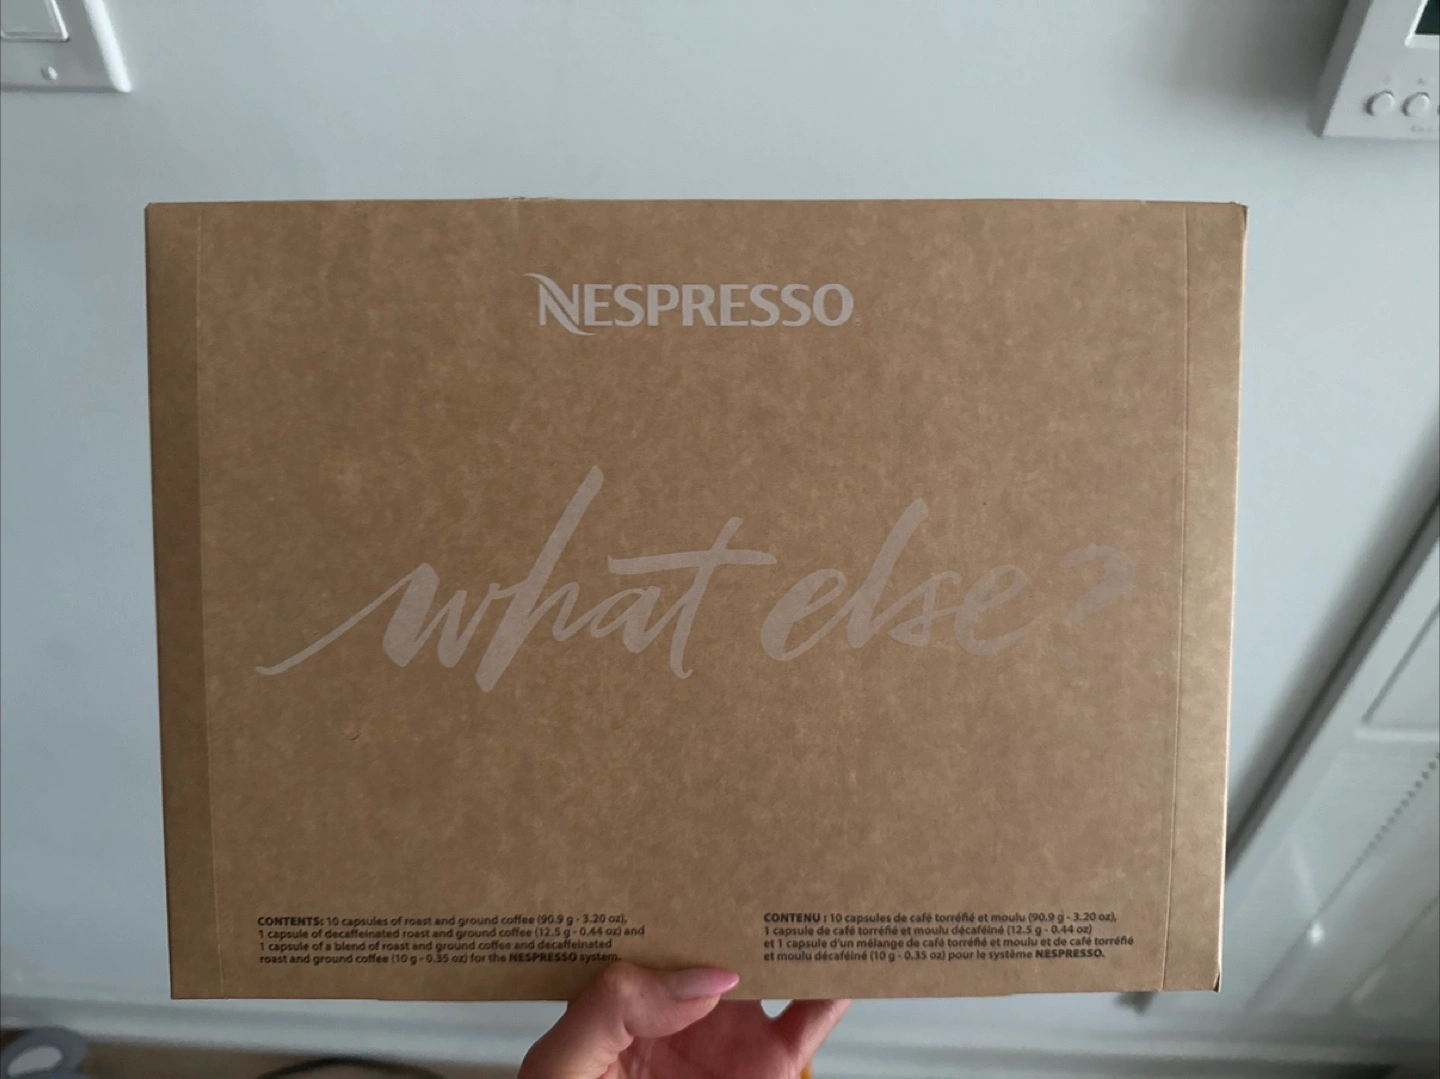 NESPRESSO
what else?
CONTENTS: 10 capsules of roast and ground coffee (90.9 g - 3.20 oz),
1 capsule of decaffeinated roast and ground coffee (12.5 g - 0.44 oz) and
1 capsule of a blend of roast and ground coffee and decaffeinated
roast and ground coffee (10 g - 0.35 oz) for the NESPRESSO system.
CONTENU : 10 capsules de café torréfié et moulu (90.9 g - 3.20 oz),
1 capsule de café torréfié et moulu décaféiné (12.5 g - 0.44 oz)
et 1 capsule d'un mélange de café torréfié et moulu et de café torréfié
et moulu décaféiné (10 g - 0.35 oz) pour le système NESPRESSO.